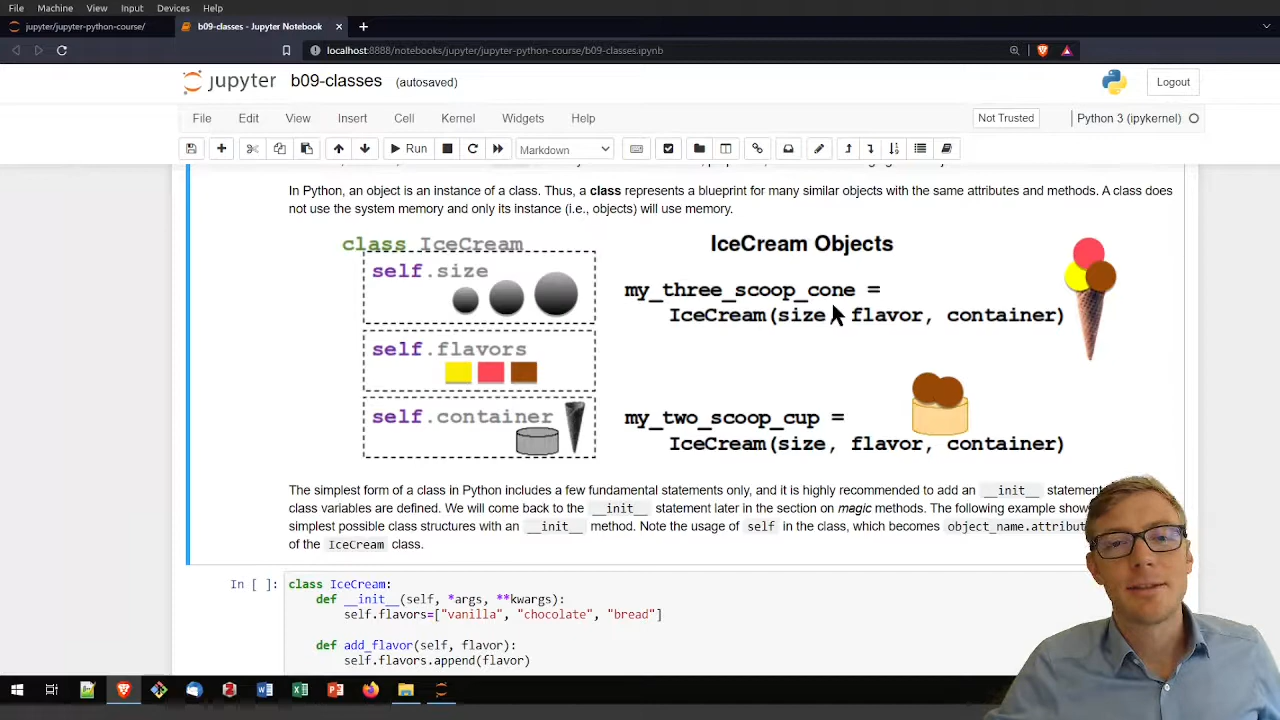 File Machine View Input Devices Help
jupyter/jupyter-python-course/
b09-classes - Jupyter Notebook
localhost:8888/notebooks/jupyter/jupyter-python-course/b09-classes.ipynb
jupyter b09-classes (autosaved)
Logout
File Edit View Insert Cell Kernel Widgets Help
Not Trusted
Python 3 (ipykernel)
Run
Markdown
In Python, an object is an instance of a class. Thus, a class represents a blueprint for many similar objects with the same attributes and methods. A class does
not use the system memory and only its instance (i.e., objects) will use memory.
class IceCream
self.size
self.flavors
self.container
IceCream Objects
my_three_scoop_cone =
IceCream(size flavor, container)
my_two_scoop_cup =
IceCream(size, flavor, container)
The simplest form of a class in Python includes a few fundamental statements only, and it is highly recommended to add an __init__ statement
class variables are defined. We will come back to the __init__ statement later in the section on magic methods. The following example show
simplest possible class structures with an __init__ method. Note the usage of self in the class, which becomes object_name.attribut
of the IceCream class.
In [ ]:
class IceCream:
def __init__(self, *args, **kwargs):
self.flavors=["vanilla", "chocolate", "bread"]
def add_flavor(self, flavor):
self.flavors.append(flavor)